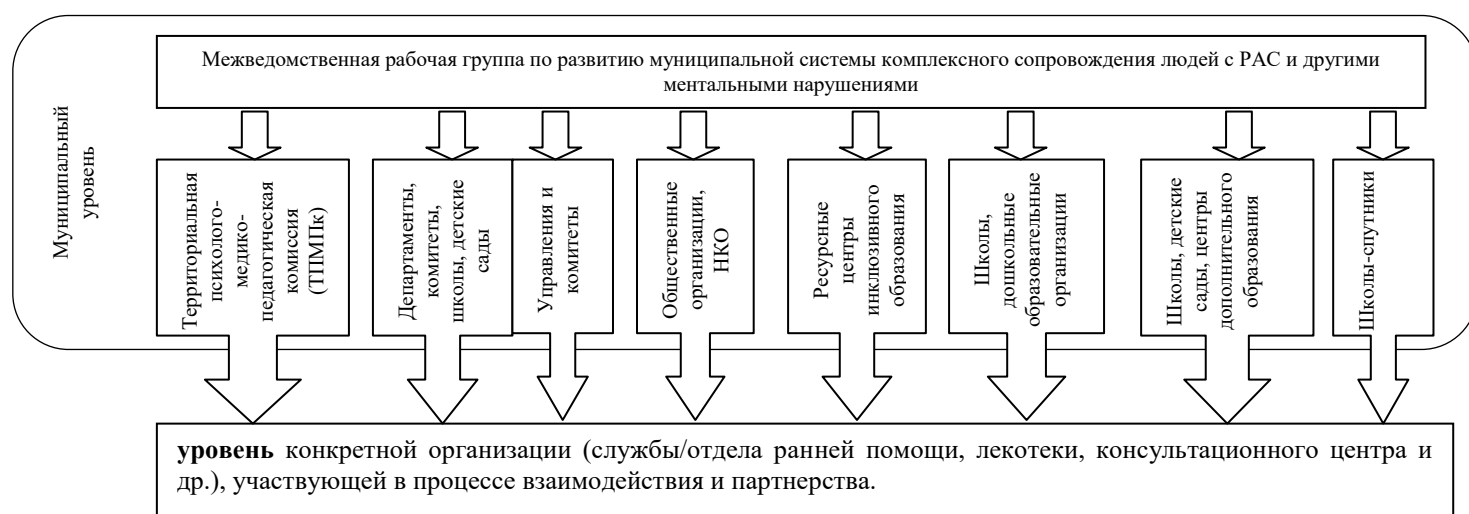 Межведомственная рабочая группа по развитию муниципальной системы комплексного сопровождения людей с РАС и другими
ментальными нарушениями
Муниципальный
уровень
Территориальная
психолого-
медико-
педагогическая
комиссия
(ТПМПк)
Департаменты,
комитеты,
школы, детские
сады
Управления и
комитеты
Общественные
организации,
НКО
Ресурсные
центры
инклюзивного
образования
Школы,
дошкольные
образовательные
организации
Школы, детские
сады, центры
дополнительного
образования
Школы-спутники
уровень конкретной организации (службы/отдела ранней помощи, лекотеки, консультационного центра и
др.), участвующей в процессе взаимодействия и партнерства.